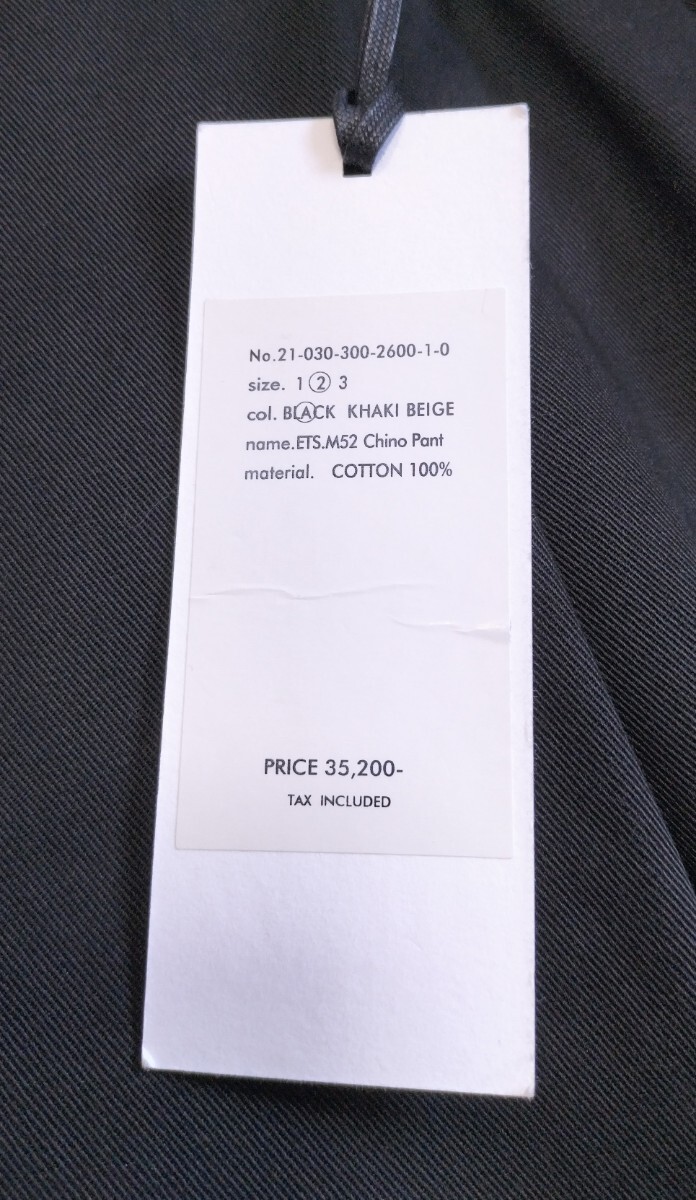 No.21-030-300-2600-1-0
size. 1 2 3
col. BLACK KHAKI BEIGE
name.ETS.M52 Chino Pant
material. COTTON 100%
PRICE 35,200-
TAX INCLUDED